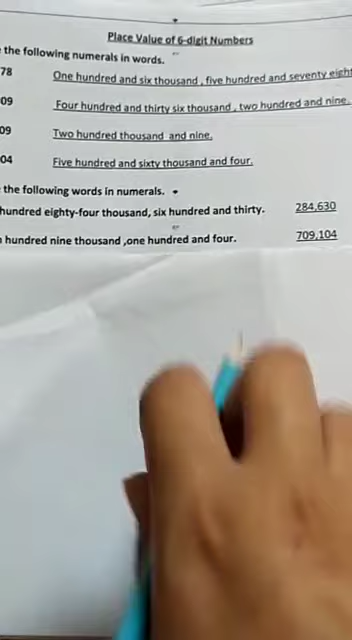 Place Value of 6-digit Numbers
the following numerals in words.
78 One hundred and six thousand , five hundred and seventy eight
09 Four hundred and thirty six thousand , two hundred and nine.
09 Two hundred thousand and nine.
04 Five hundred and sixty thousand and four.
the following words in numerals.
hundred eighty-four thousand, six hundred and thirty. 284,630
hundred nine thousand ,one hundred and four. 709,104